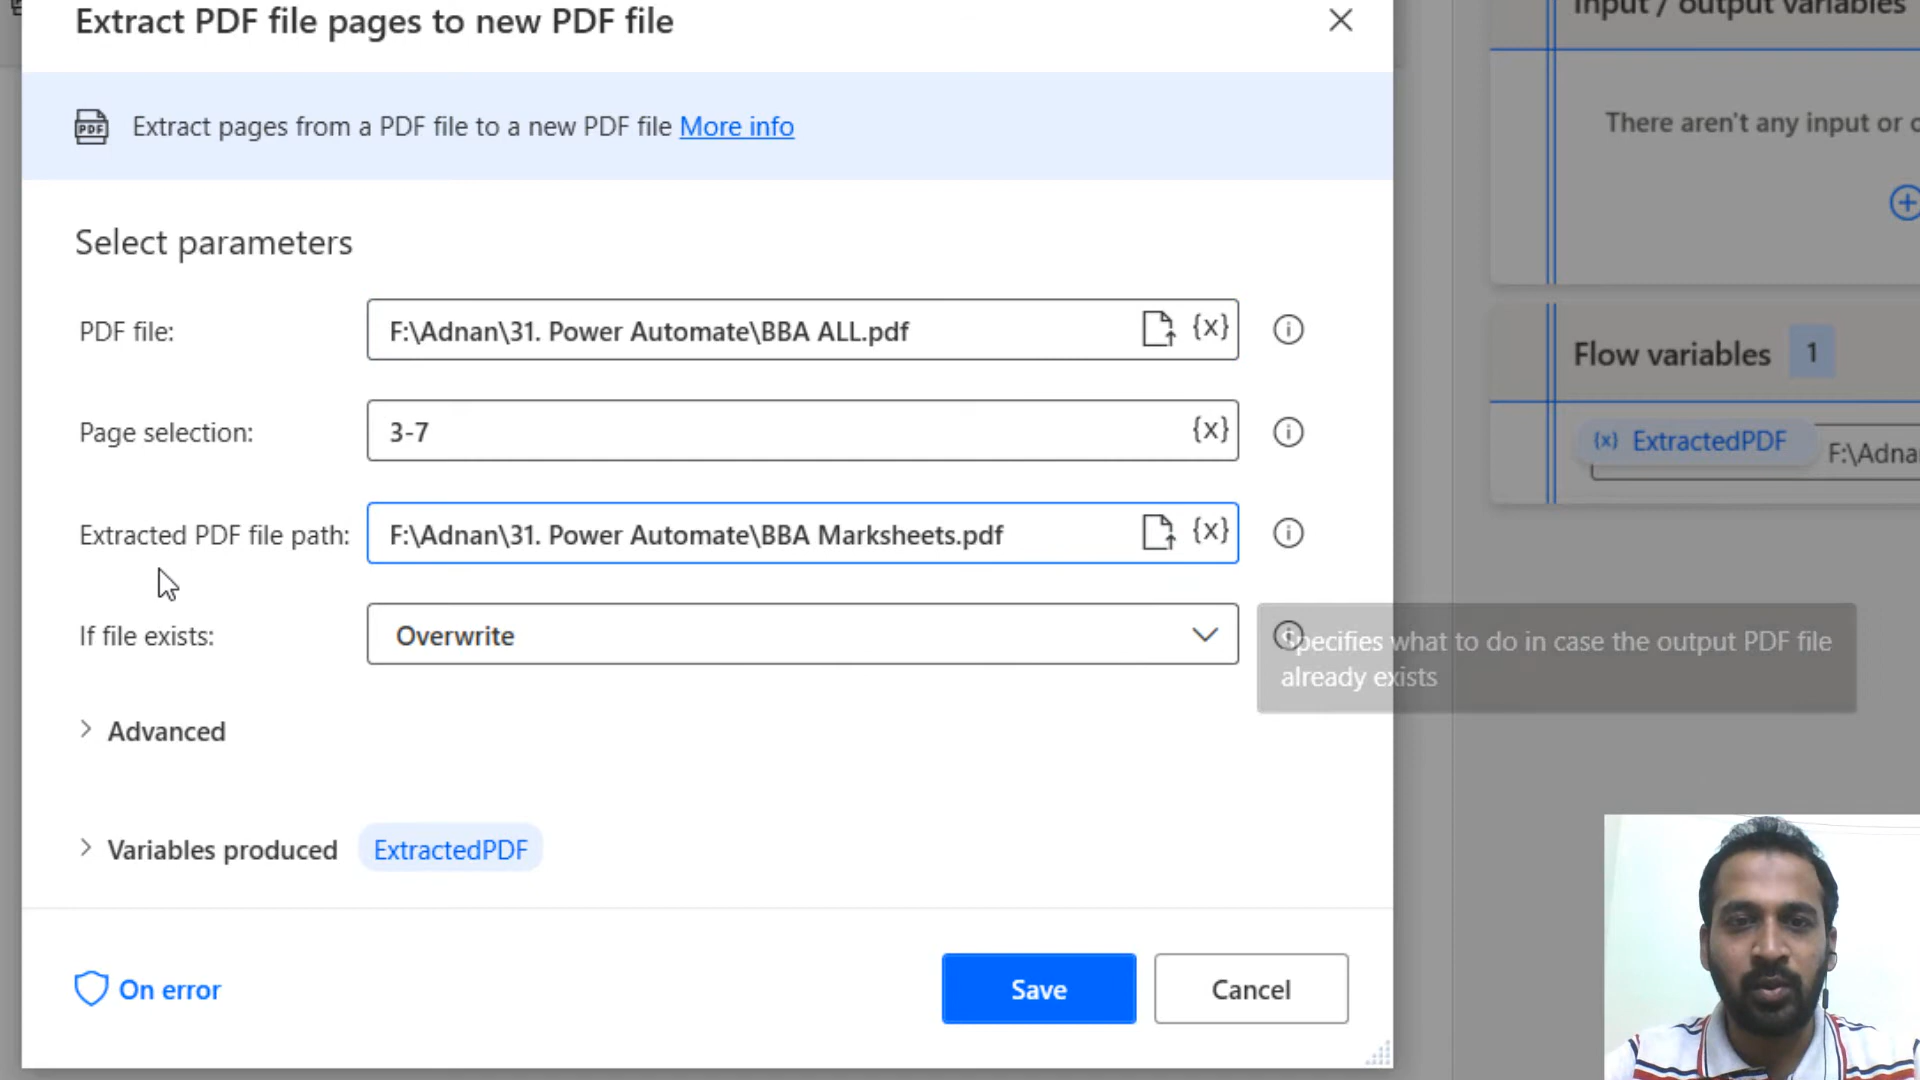 Extract PDF file pages to new PDF file
PDF
Extract pages from a PDF file to a new PDF file More info
Select parameters
PDF file:
F:\Adnan\31. Power Automate\BBA ALL.pdf
{x}
Page selection:
3-7
{x}
Extracted PDF file path:
F:\Adnan\31. Power Automate\BBA Marksheets.pdf
{x}
If file exists:
Overwrite
Specifies what to do in case the output PDF file
already exists
Advanced
Variables produced ExtractedPDF
On error
Save
Cancel
Input / output variables
There aren't any input or o
Flow variables 1
{x} ExtractedPDF
F:\Adna